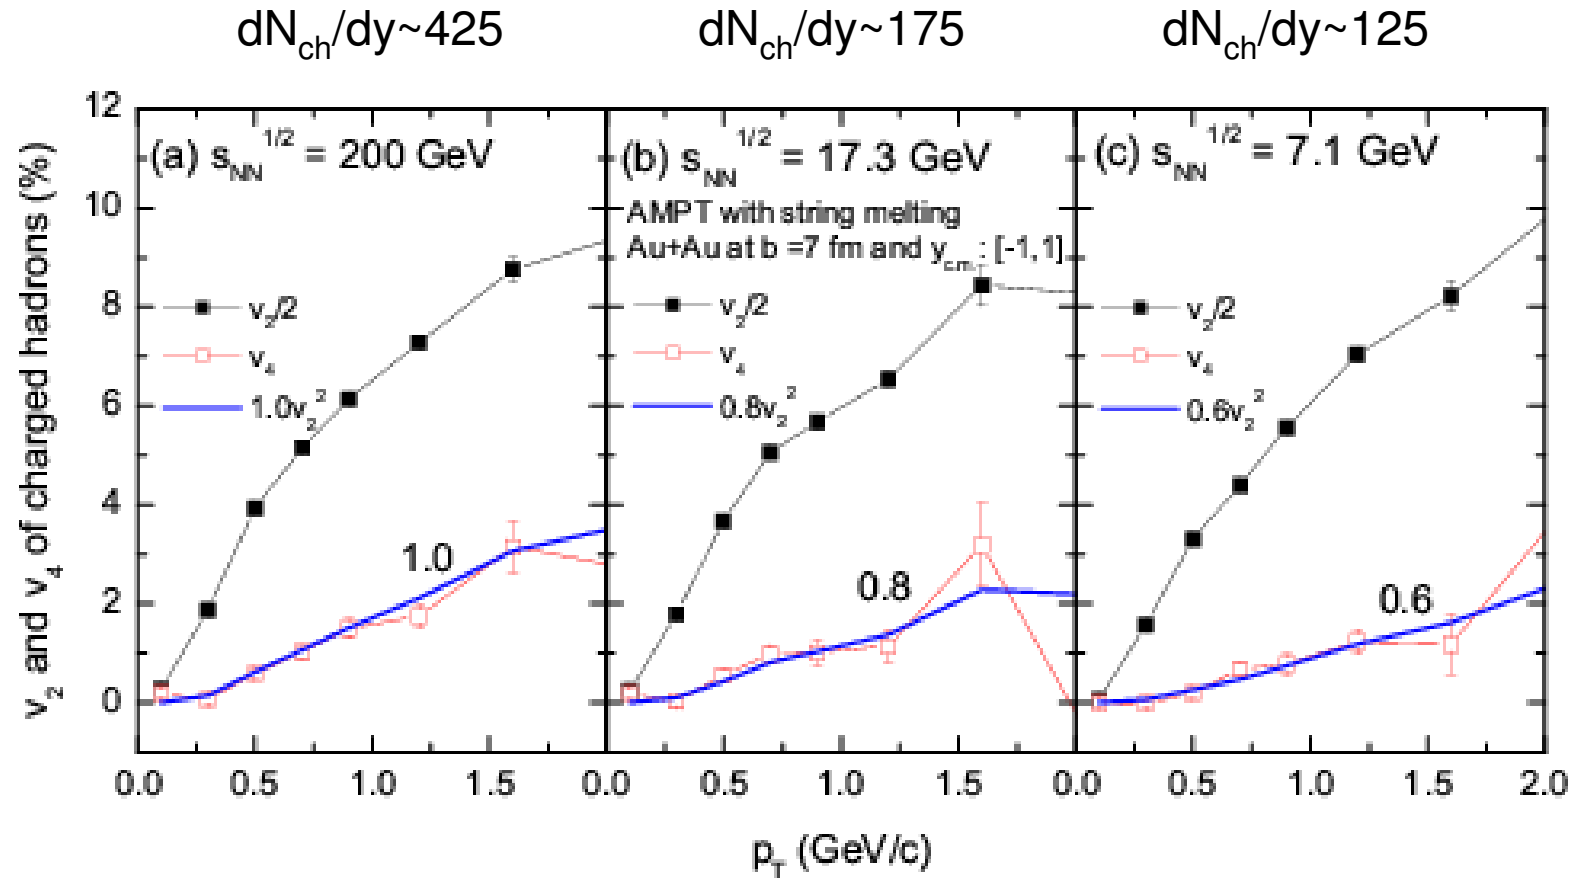 dN_ch/dy~425
dN_ch/dy~175
dN_ch/dy~125
v_2 and v_4 of charged hadrons (%)
12
10
8
6
4
2
0
(a) s_NN^1/2 = 200 GeV
v_2/2
v_4
1.0v_2^2
1.0
(b) s_NN^1/2 = 17.3 GeV
AMPT with string melting
Au+Au at b =7 fm and y_c.m.: [-1,1]
v_2/2
v_4
0.8v_2^2
0.8
(c) s_NN^1/2 = 7.1 GeV
v_2/2
v_4
0.6v_2^2
0.6
0.0 0.5 1.0 1.5 0.0 0.5 1.0 1.5 0.0 0.5 1.0 1.5 2.0
p_T (GeV/c)